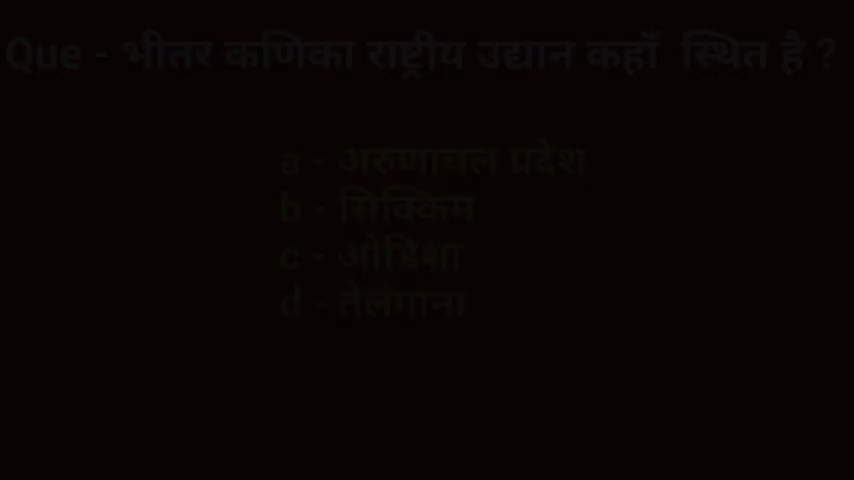 Que - भीतर कणिका राष्ट्रीय उद्यान कहाँ स्थित है ?
a - अरुणाचल प्रदेश
b - सिक्किम
c - ओडिशा
d - तेलंगाना